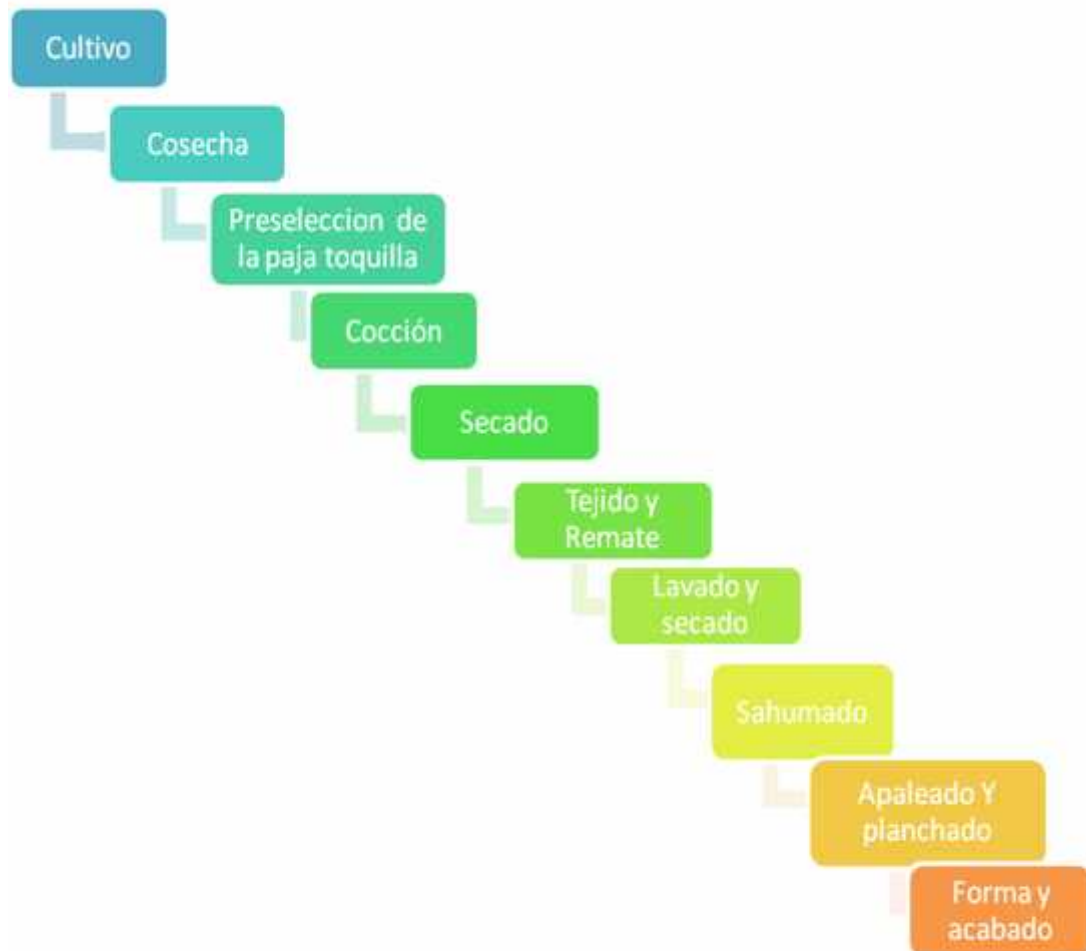 Cultivo
Cosecha
Preseleccion de
la paja toquilla
Cocción
Secado
Tejido y
Remate
Lavado y
secado
Sahumado
Apaleado Y
planchado
Forma y
acabado